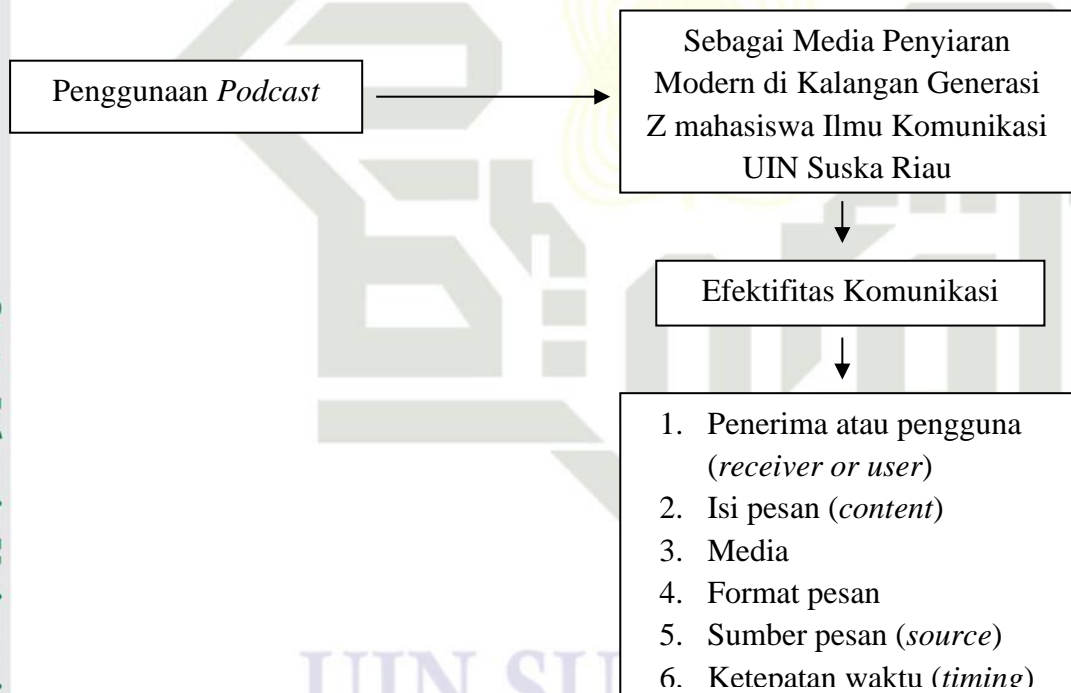 Penggunaan Podcast
Sebagai Media Penyiaran
Modern di Kalangan Generasi
Z mahasiswa Ilmu Komunikasi
UIN Suska Riau
Efektifitas Komunikasi
1. Penerima atau pengguna
(receiver or user)
2. Isi pesan (content)
3. Media
4. Format pesan
5. Sumber pesan (source)
6. Ketepatan waktu (timing)
UIN SU